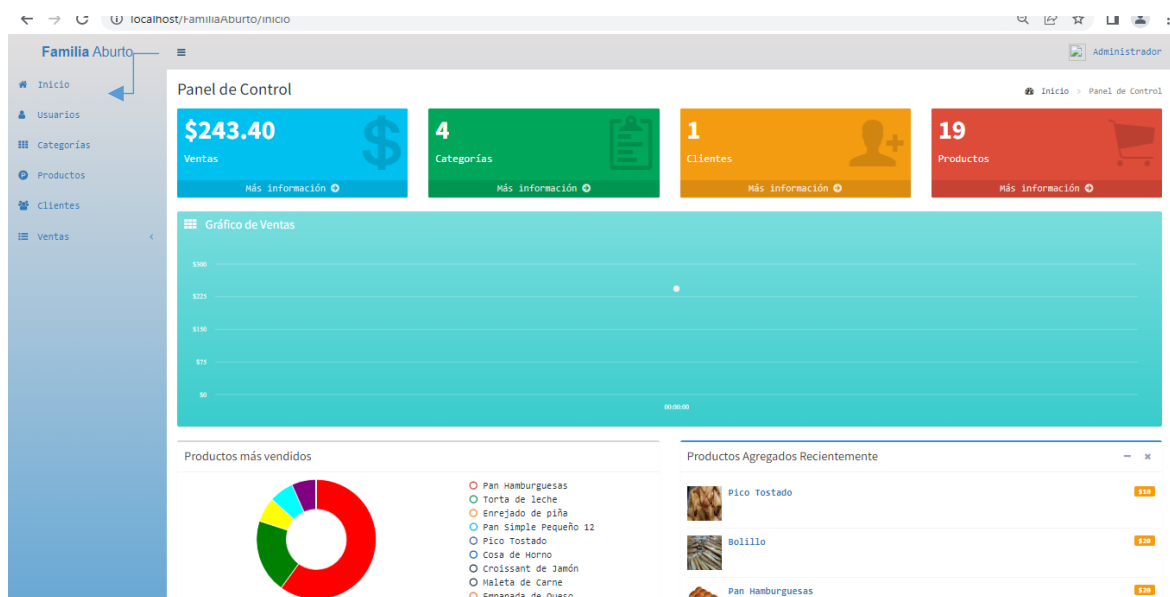 localhost/FamiliaAburto/inicio
Familia Aburto
Administrador
Inicio
Usuarios
Categorías
Productos
Clientes
Ventas
Panel de Control
Inicio > Panel de Control
$243.40
Ventas
Más información
4
Categorías
Más información
1
Clientes
Más información
19
Productos
Más información
Gráfico de Ventas
$300
$225
$150
$75
$0
00:00:00
Productos más vendidos
Pan Hamburguesas
Torta de leche
Enrejado de piña
Pan Simple Pequeño 12
Pico Tostado
Cosa de Horno
Croissant de Jamón
Maleta de Carne
Empanada de Queso
Productos Agregados Recientemente
Pico Tostado
$10
Bolillo
$20
Pan Hamburguesas
$20